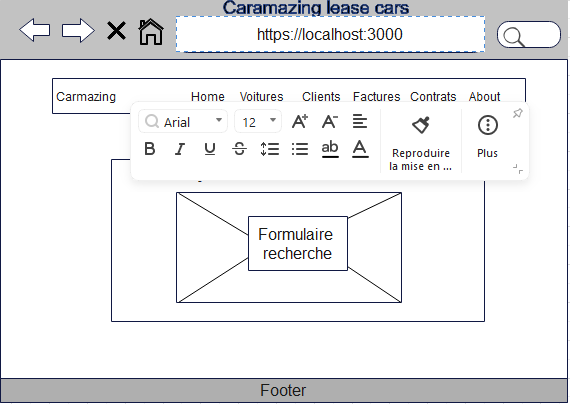 Caramazing lease cars
https://localhost:3000
Carmazing Home Voitures Clients Factures Contrats About
Arial 12 A+ A-
B I U S ab A
Reproduire
la mise en ...
Plus
Formulaire
recherche
Footer